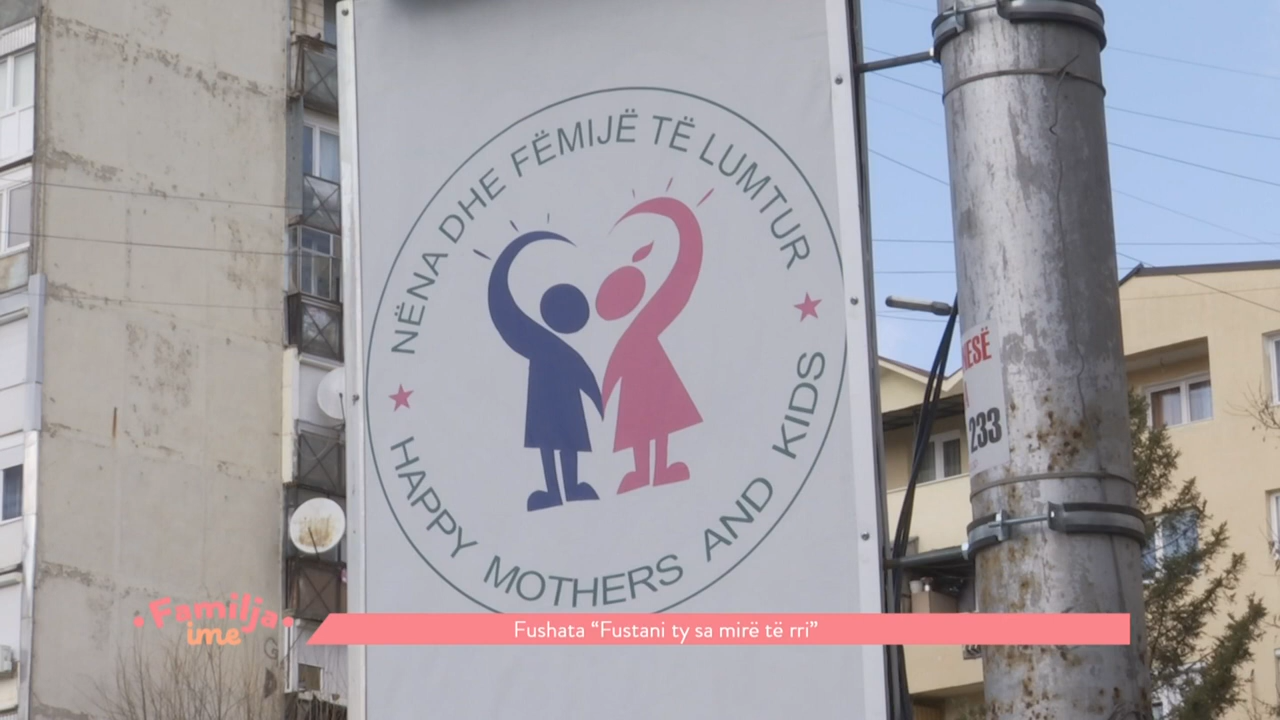 NËNA DHE FËMIJË TË LUMTUR
HAPPY MOTHERS AND KIDS
233
Familja
ime
Fushata “Fustani ty sa mirë të rri”